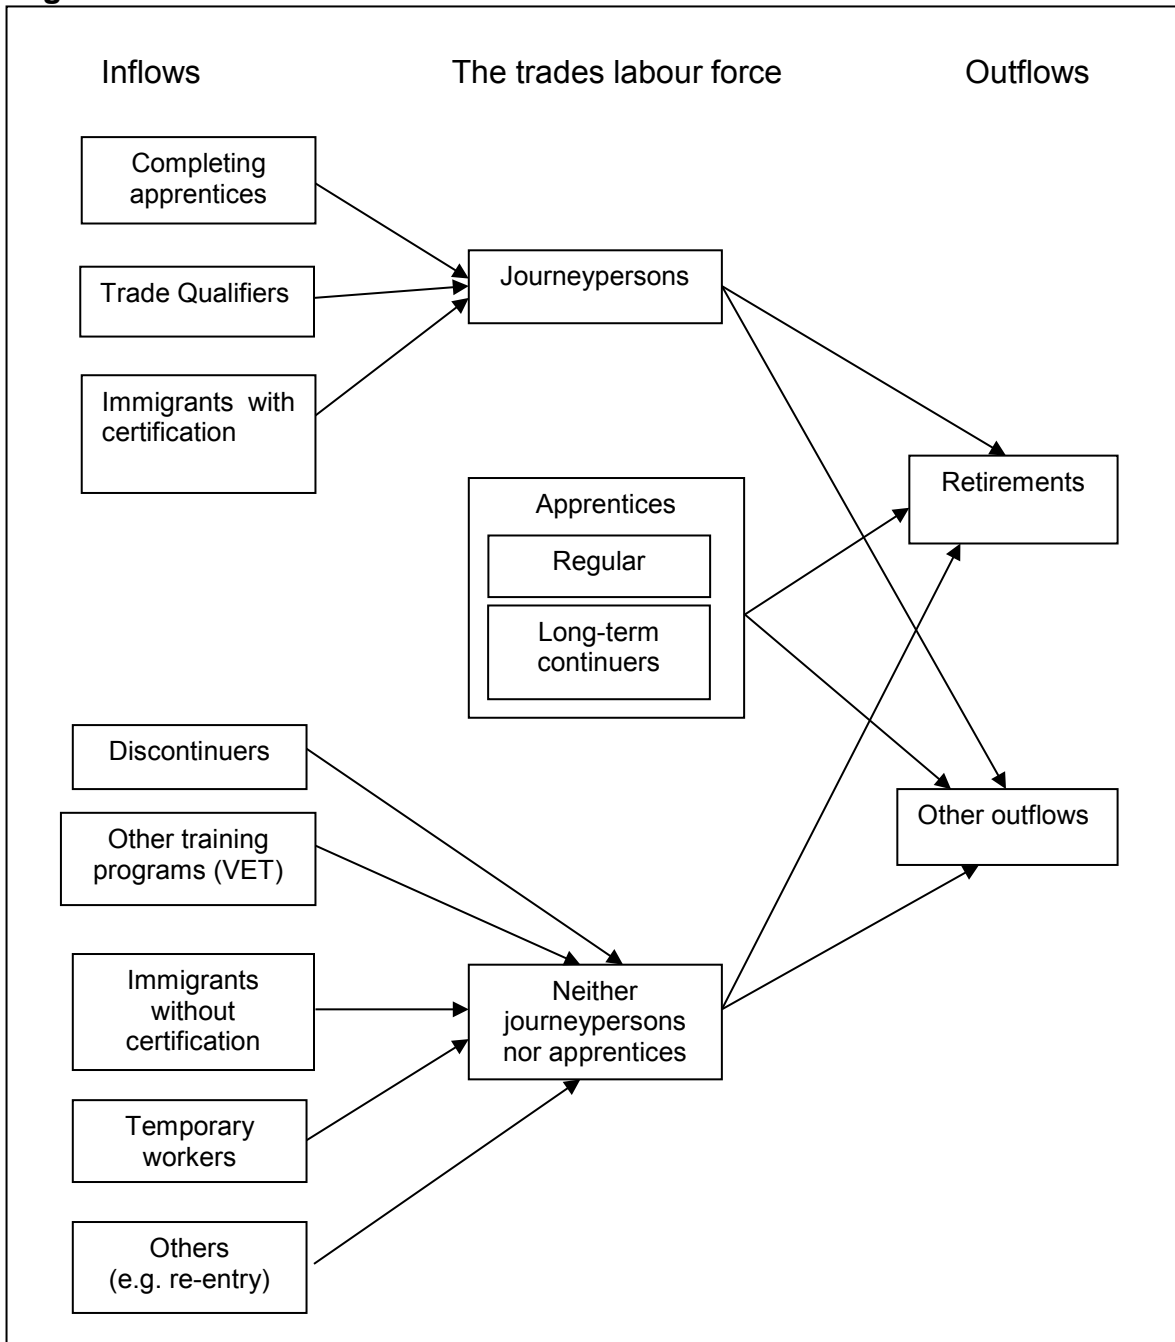 Inflows
The trades labour force
Outflows
Completing
apprentices
Trade Qualifiers
Immigrants with
certification
Journeypersons
Apprentices
Regular
Long-term
continuers
Retirements
Discontinuers
Other training
programs (VET)
Immigrants
without
certification
Temporary
workers
Others
(e.g. re-entry)
Neither
journeypersons
nor apprentices
Other outflows